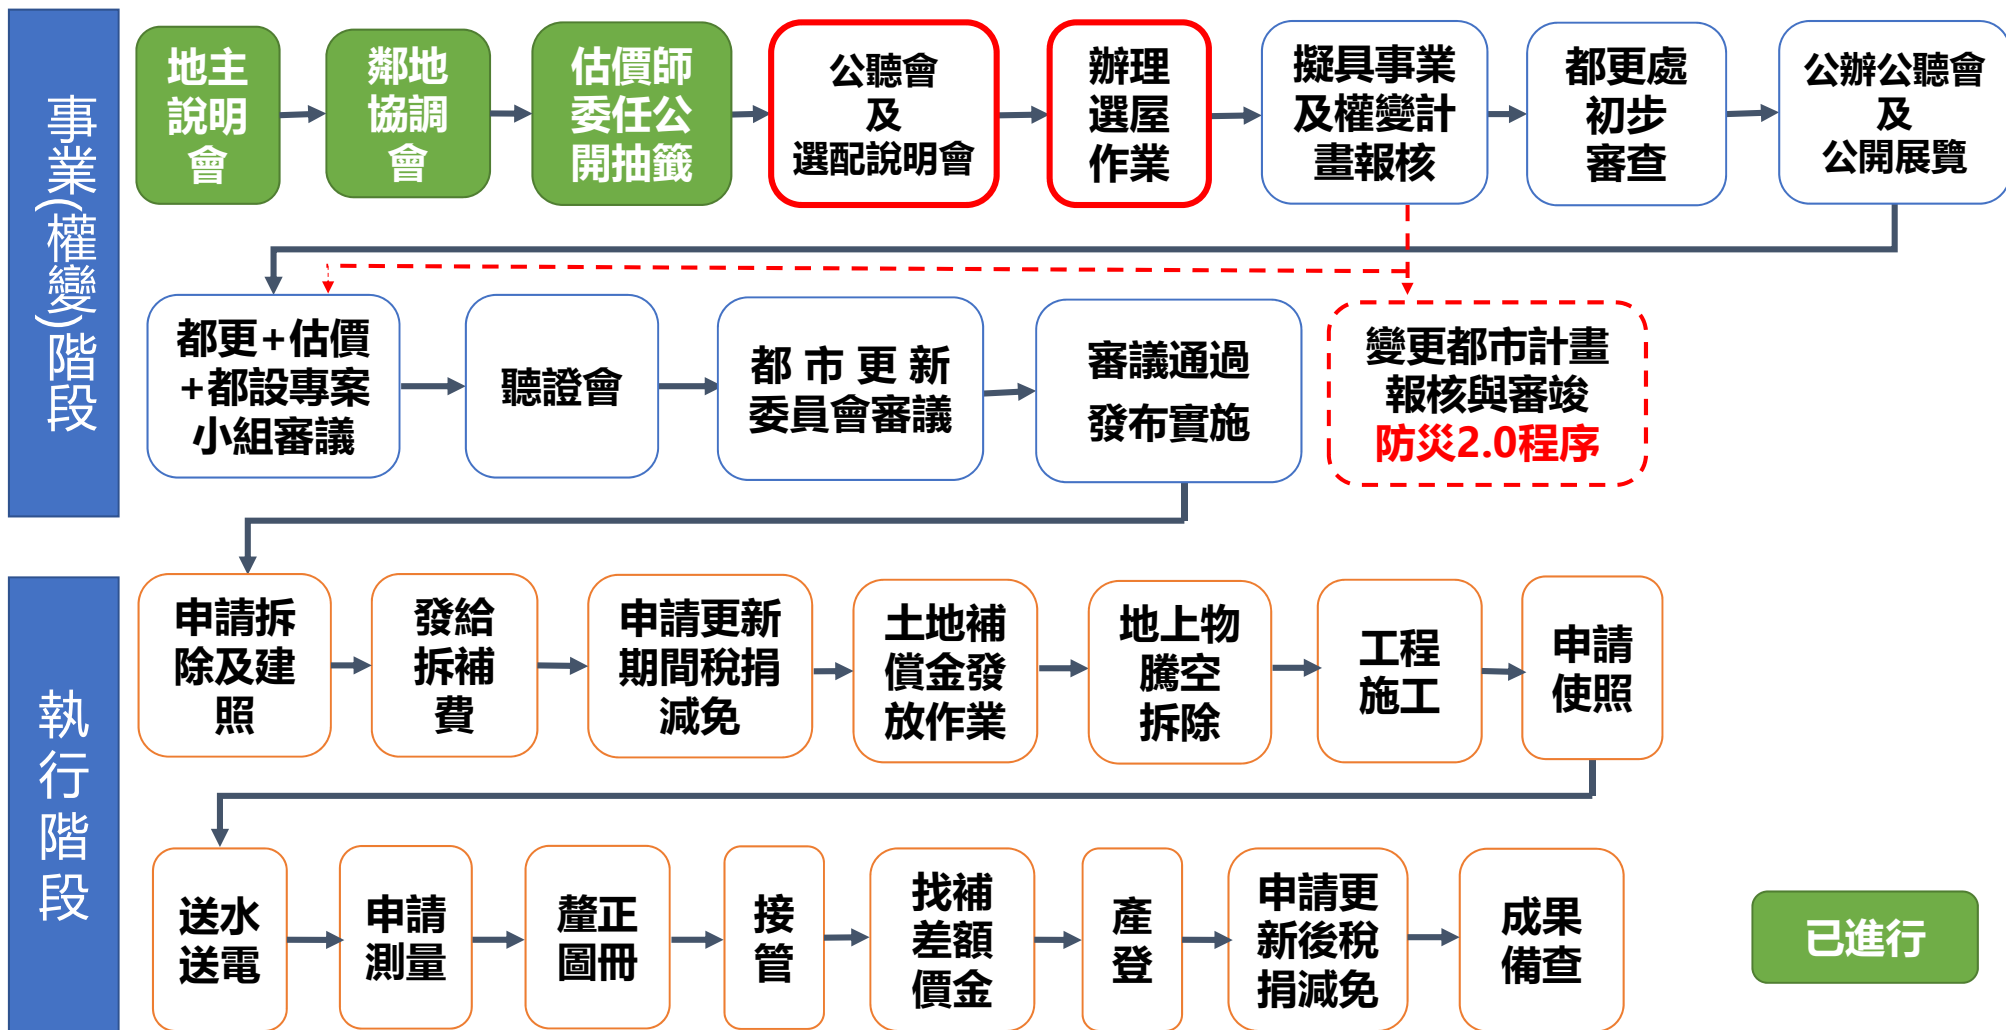 事業(權變)階段
地主
說明
會
鄰地
協調
會
估價師
委任公
開抽籤
公聽會
及
選配說明會
辦理
選屋
作業
擬具事業
及權變計
畫報核
都更處
初步
審查
公辦公聽會
及
公開展覽
都更+估價
+都設專案
小組審議
聽證會
都市更新
委員會審議
審議通過
發布實施
變更都市計畫
報核與審竣
防災2.0程序
執行階段
申請拆
除及建
照
發給
拆補
費
申請更新
期間稅捐
減免
土地補
償金發
放作業
地上物
騰空
拆除
工程
施工
申請
使照
送水
送電
申請
測量
釐正
圖冊
接
管
找補
差額
價金
產
登
申請更
新後稅
捐減免
成果
備查
已進行